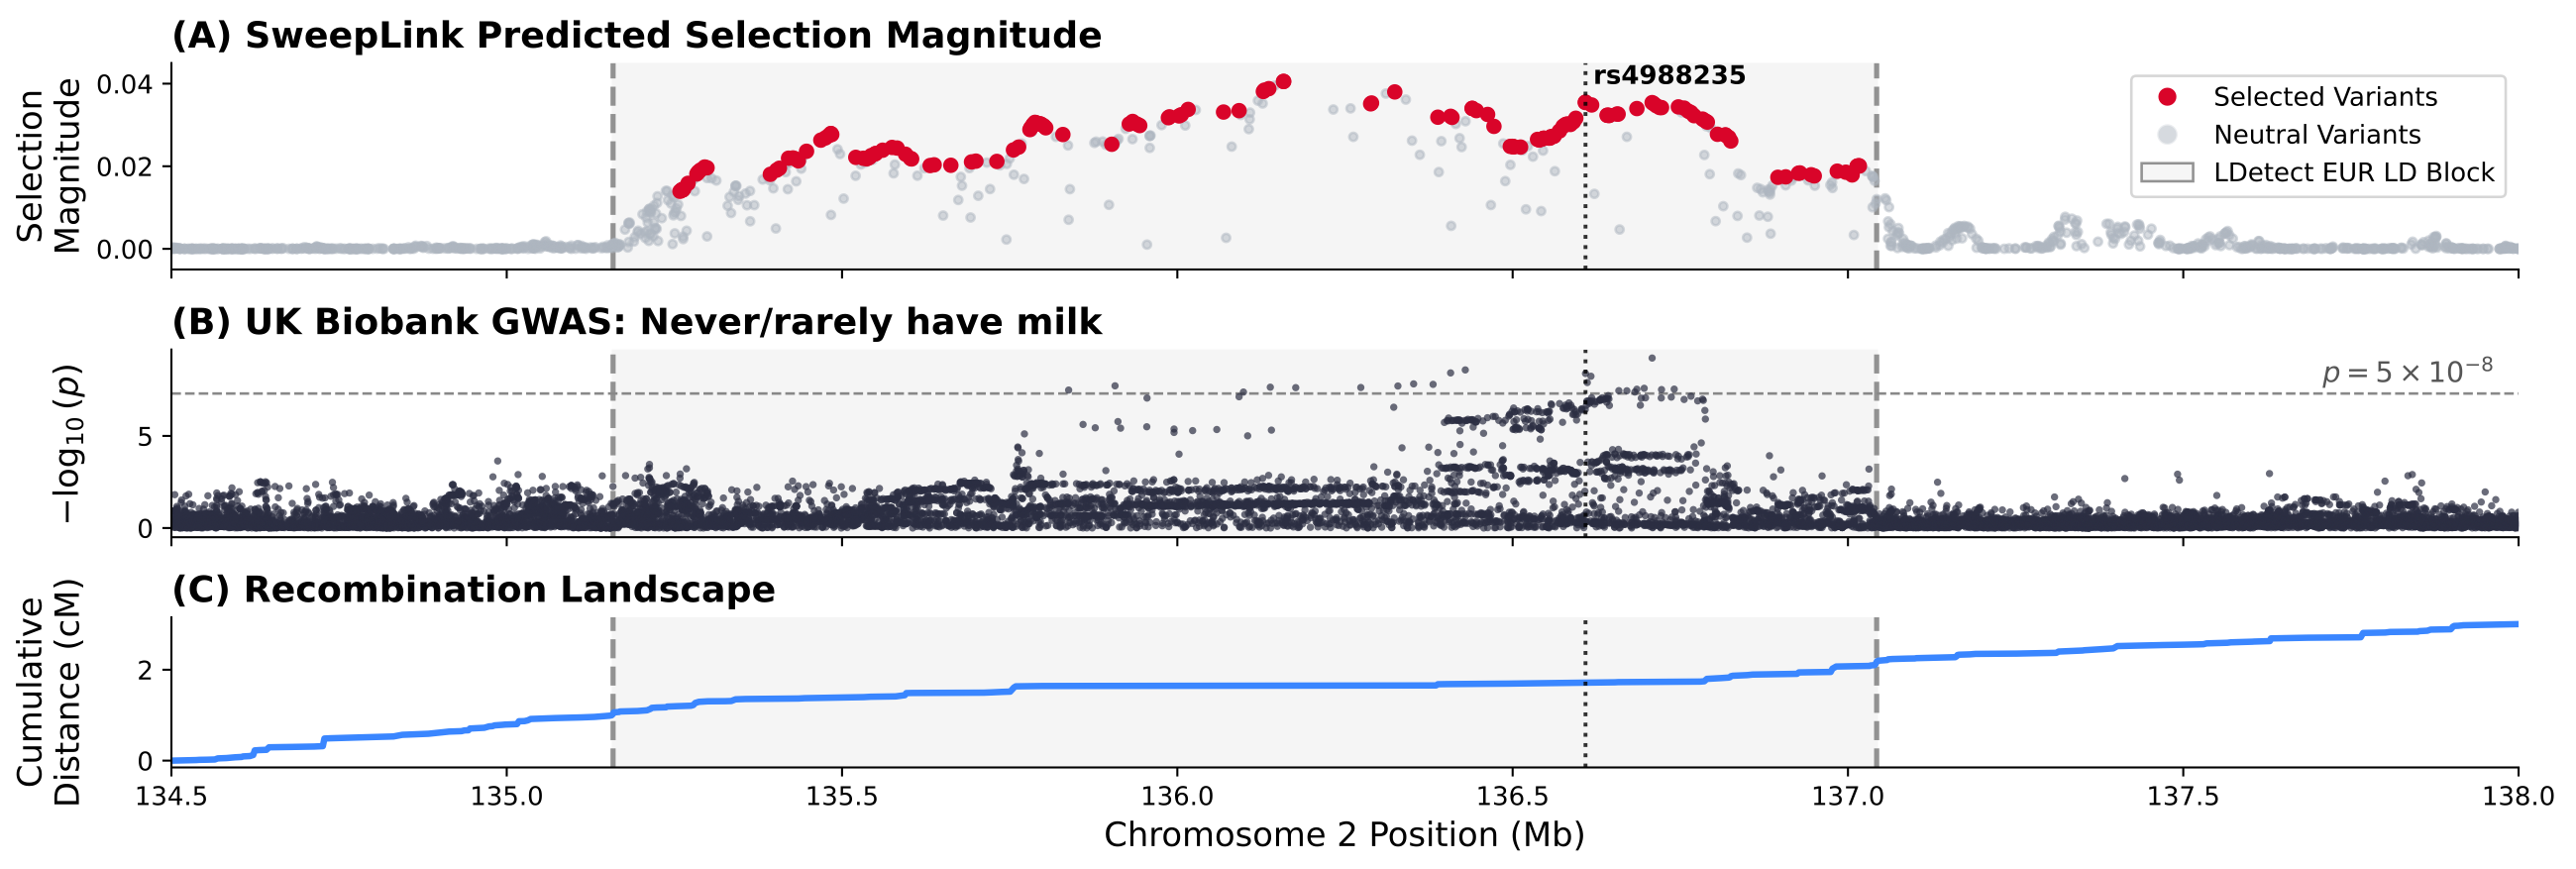 (A) SweepLink Predicted Selection Magnitude
Selection
Magnitude
0.04
0.02
0.00
rs4988235
Selected Variants
Neutral Variants
LDetect EUR LD Block
(B) UK Biobank GWAS: Never/rarely have milk
−log₁₀(p)
5
0
p = 5 × 10⁻⁸
(C) Recombination Landscape
Cumulative
Distance (cM)
2
0
134.5 135.0 135.5 136.0 136.5 137.0 137.5 138.0
Chromosome 2 Position (Mb)